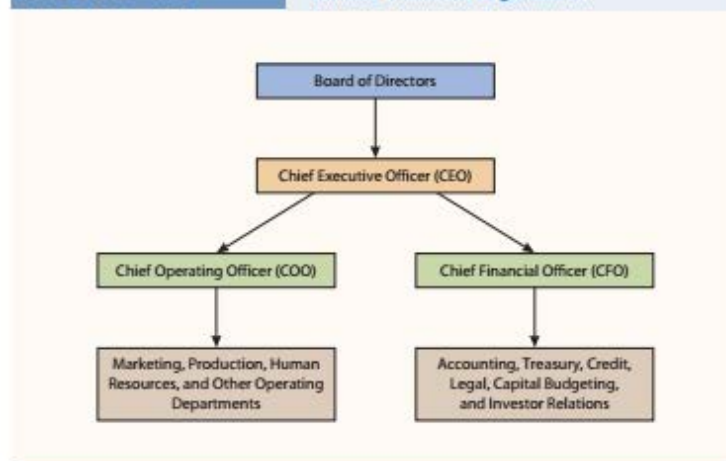 Board of Directors
Chief Executive Officer (CEO)
Chief Operating Officer (COO)
Chief Financial Officer (CFO)
Marketing, Production, Human
Resources, and Other Operating
Departments
Accounting, Treasury, Credit,
Legal, Capital Budgeting,
and Investor Relations